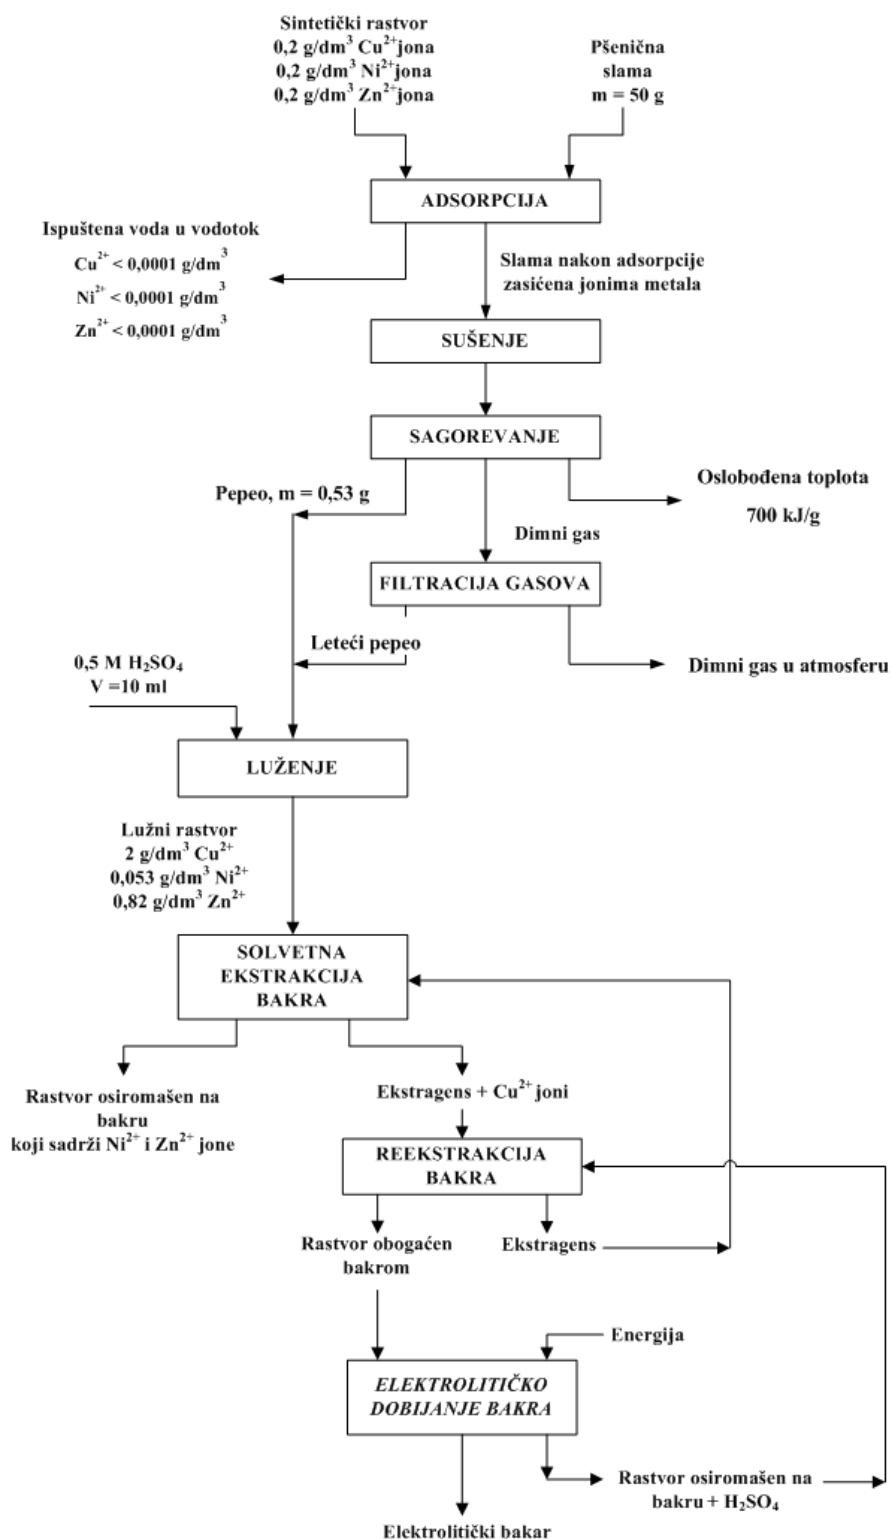 Sintetički rastvor
0,2 g/dm³ Cu²⁺jona
0,2 g/dm³ Ni²⁺jona
0,2 g/dm³ Zn²⁺jona
Pšenična
slama
m = 50 g
ADSORPCIJA
Ispuštena voda u vodotok
Cu²⁺ < 0,0001 g/dm³
Ni²⁺ < 0,0001 g/dm³
Zn²⁺ < 0,0001 g/dm³
Slama nakon adsorpcije
zasićena jonima metala
SUŠENJE
SAGOREVANJE
Pepeo, m = 0,53 g
Oslobođena toplota
700 kJ/g
Dimni gas
FILTRACIJA GASOVA
Leteći pepeo
Dimni gas u atmosferu
0,5 M H₂SO₄
V =10 ml
LUŽENJE
Lužni rastvor
2 g/dm³ Cu²⁺
0,053 g/dm³ Ni²⁺
0,82 g/dm³ Zn²⁺
SOLVETNA
EKSTRAKCIJA
BAKRA
Rastvor osiromašen na
bakru
koji sadrži Ni²⁺ i Zn²⁺ jone
Ekstragens + Cu²⁺ joni
REEKSTRAKCIJA
BAKRA
Rastvor obogaćen
bakrom
Ekstragens
Energija
ELEKTROLITIČKO
DOBIJANJE BAKRA
Rastvor osiromašen na
bakru + H₂SO₄
Elektrolitički bakar